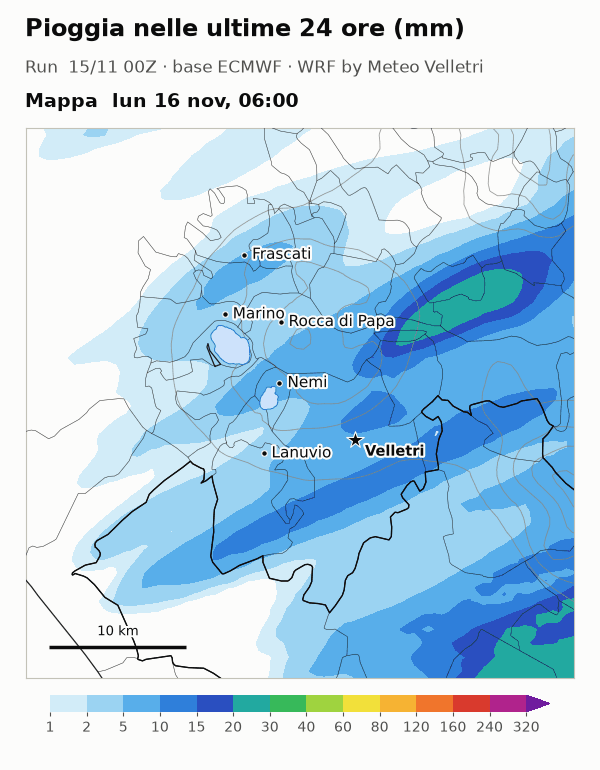 Pioggia nelle ultime 24 ore (mm)
Run  15/11 00Z · base ECMWF · WRF by Meteo Velletri
Mappa  lun 16 nov, 06:00
Frascati
Marino
Rocca di Papa
Nemi
Velletri
Lanuvio
10 km
1 2 5 10 15 20 30 40 60 80 120 160 240 320